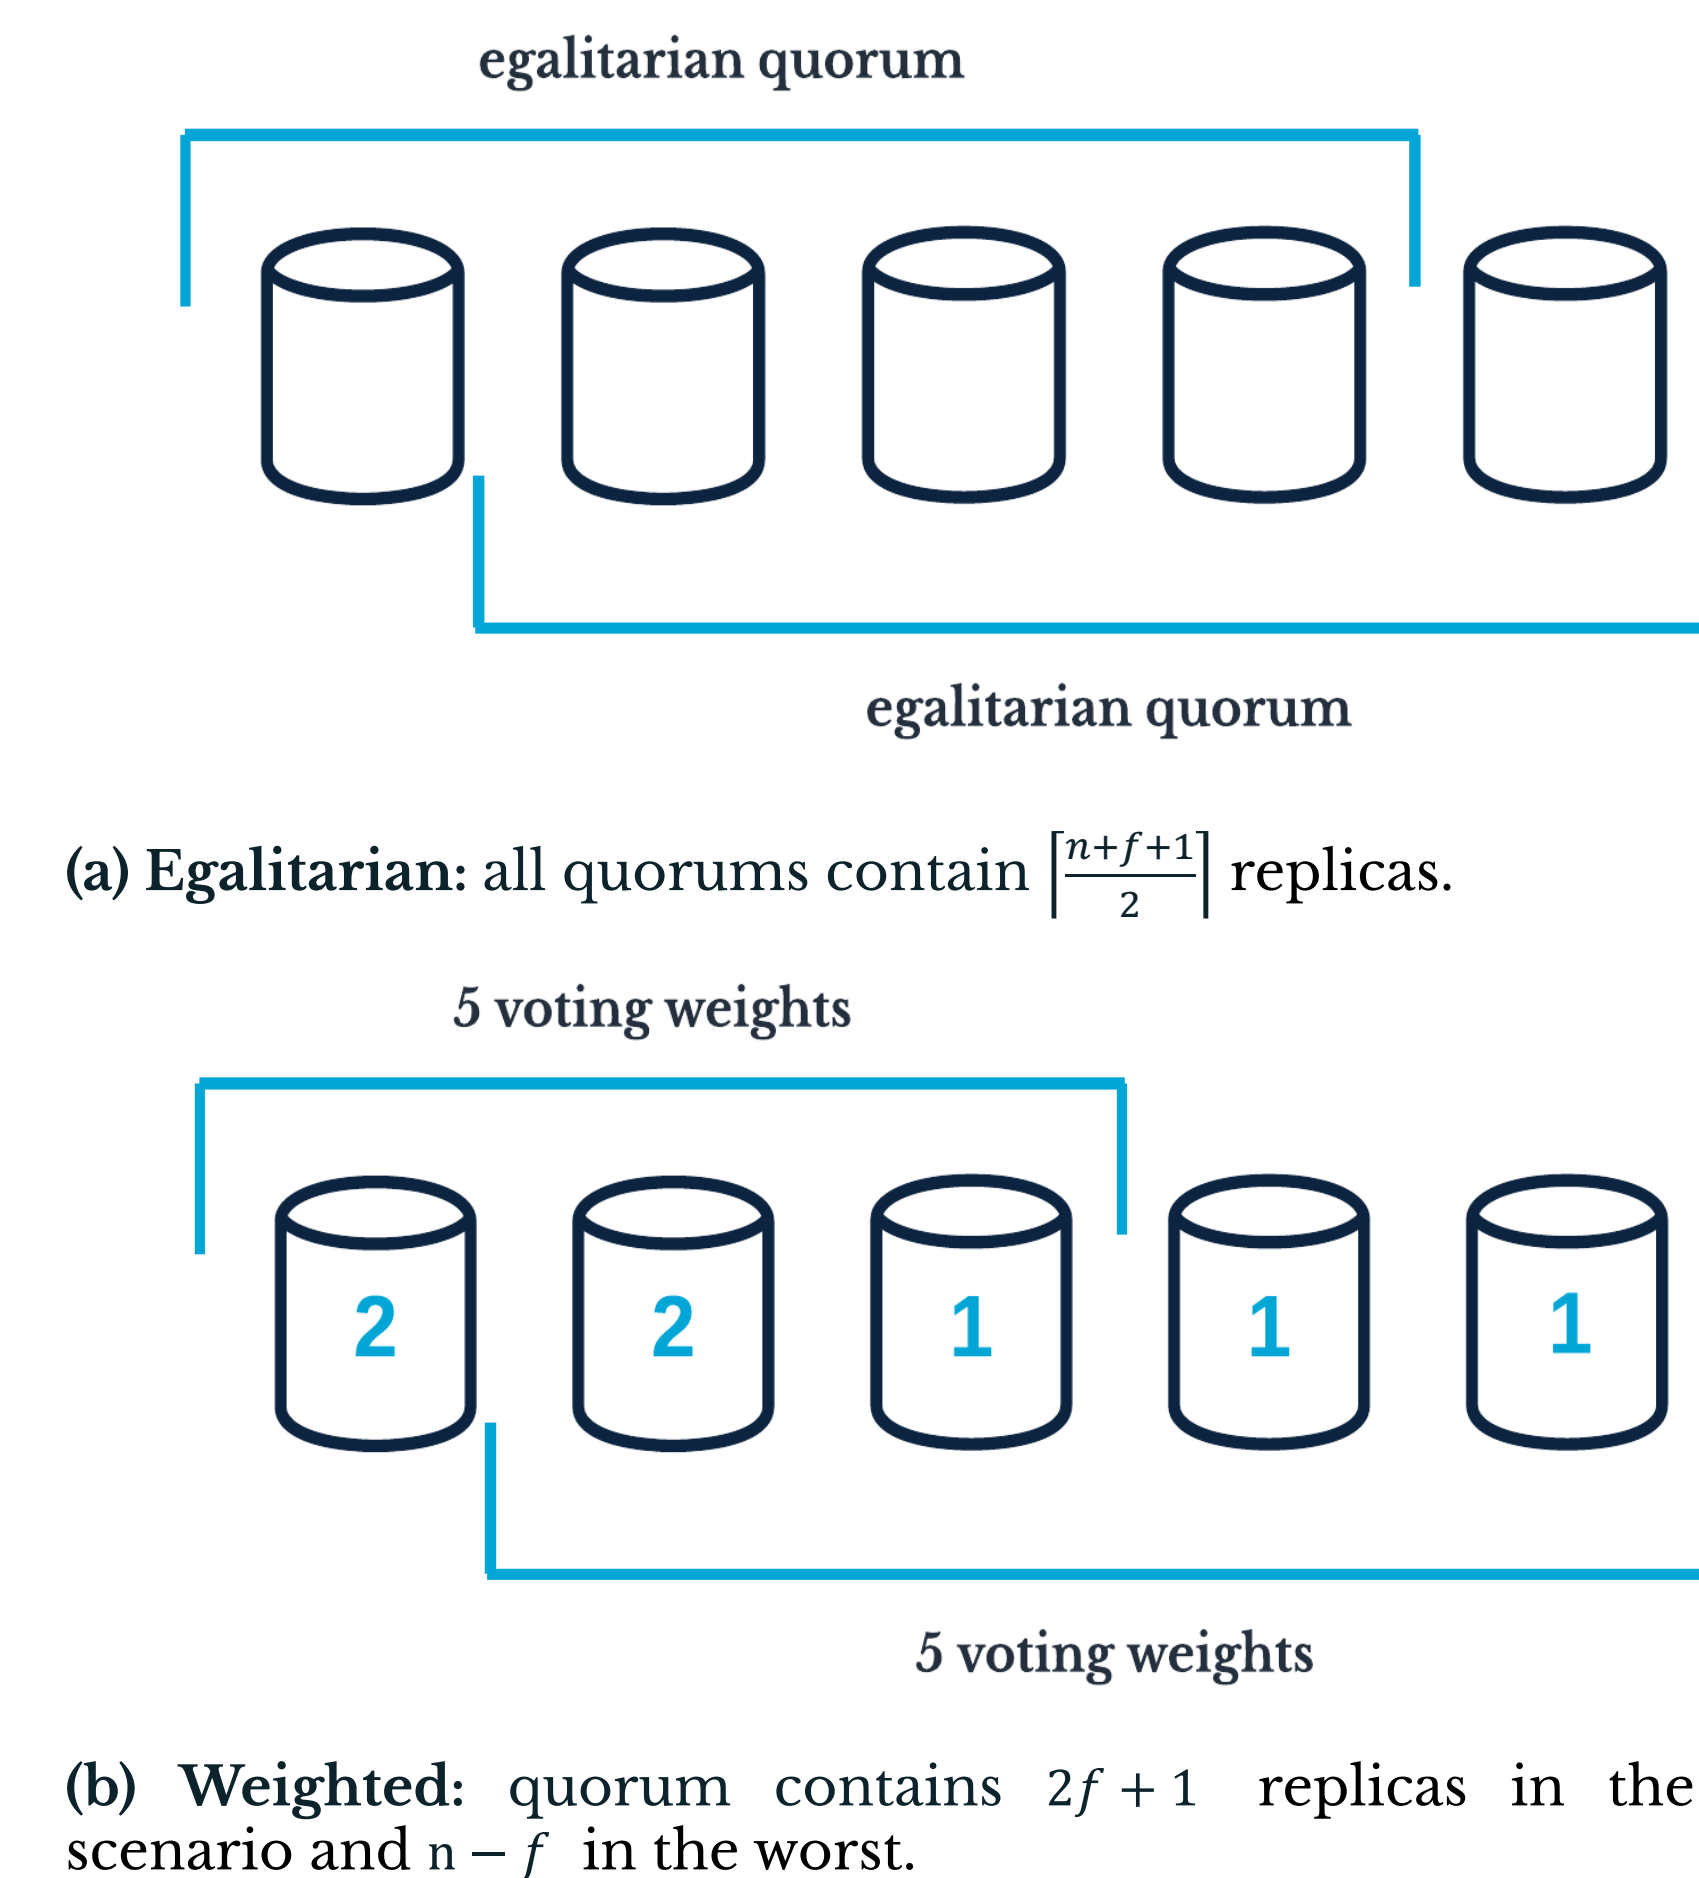 egalitarian quorum
egalitarian quorum
(a) Egalitarian: all quorums contain ⌈(n+f+1)/2⌉ replicas.
5 voting weights
2 2 1 1 1
5 voting weights
(b) Weighted: quorum contains 2f + 1 replicas in the
scenario and n − f in the worst.